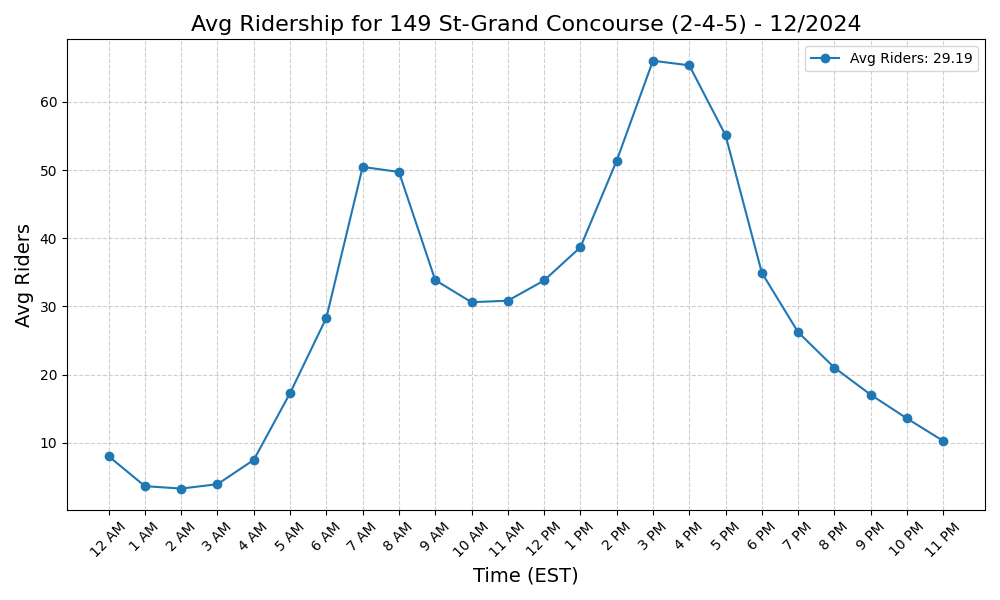 Avg Ridership for 149 St-Grand Concourse (2-4-5) - 12/2024
Avg Riders: 29.19
Avg Riders
60
50
40
30
20
10
12 AM
1 AM
2 AM
3 AM
4 AM
5 AM
6 AM
7 AM
8 AM
9 AM
10 AM
11 AM
12 PM
1 PM
2 PM
3 PM
4 PM
5 PM
6 PM
7 PM
8 PM
9 PM
10 PM
11 PM
Time (EST)